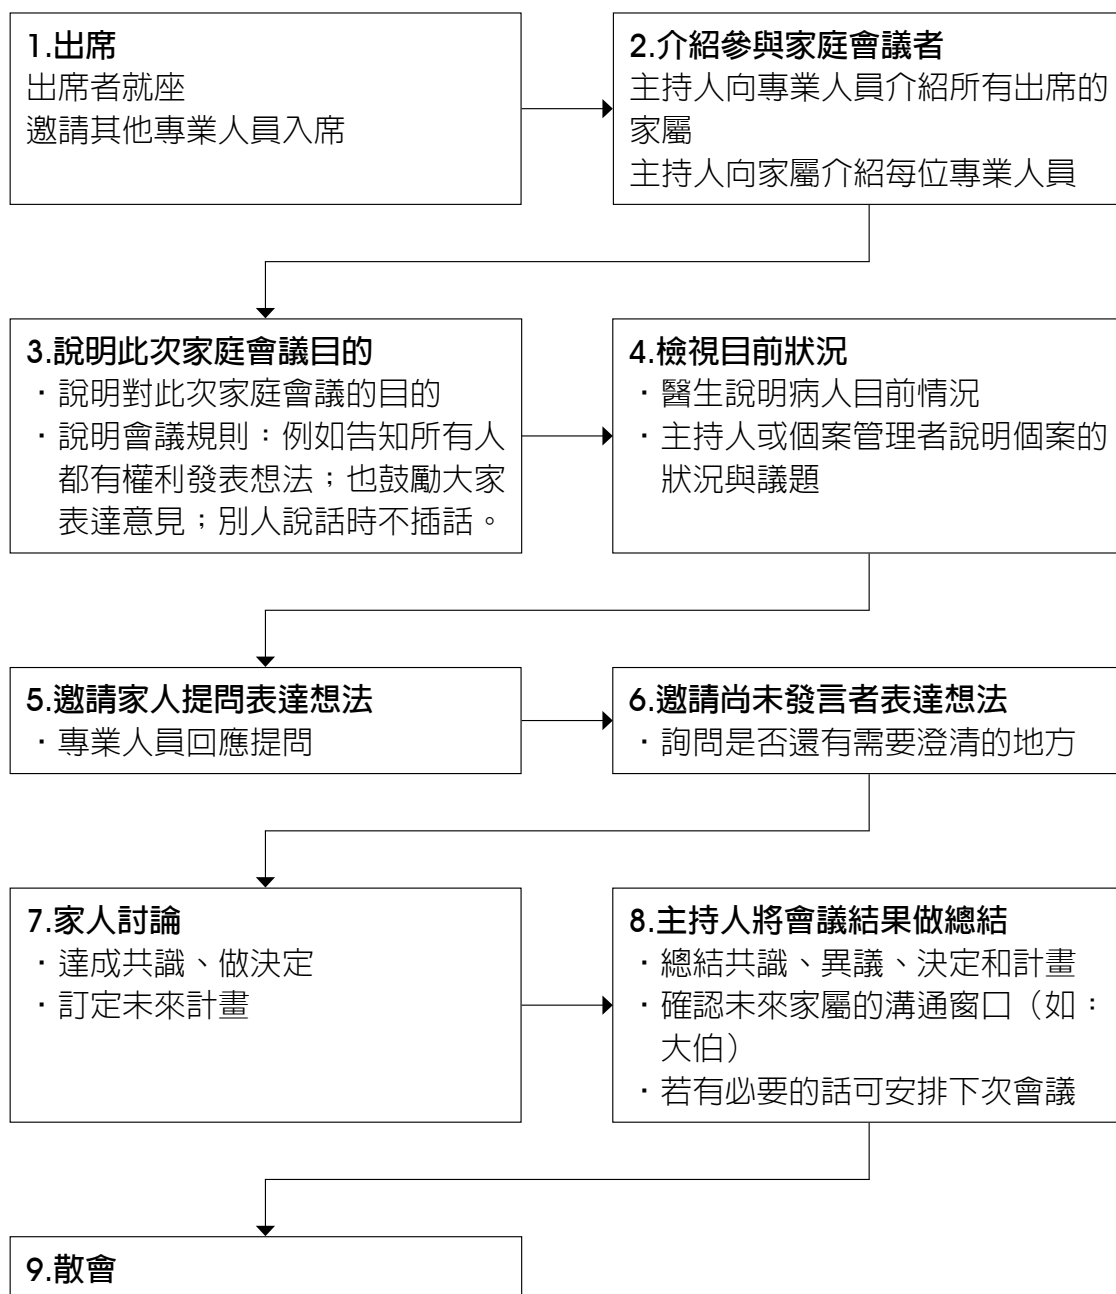 1.出席
出席者就座
邀請其他專業人員入席
2.介紹參與家庭會議者
主持人向專業人員介紹所有出席的
家屬
主持人向家屬介紹每位專業人員
3.說明此次家庭會議目的
·說明對此次家庭會議的目的
·說明會議規則：例如告知所有人
都有權利發表想法；也鼓勵大家
表達意見；別人說話時不插話。
4.檢視目前狀況
·醫生說明病人目前情況
·主持人或個案管理者說明個案的
狀況與議題
5.邀請家人提問表達想法
·專業人員回應提問
6.邀請尚未發言者表達想法
·詢問是否還有需要澄清的地方
7.家人討論
·達成共識、做決定
·訂定未來計畫
8.主持人將會議結果做總結
·總結共識、異議、決定和計畫
·確認未來家屬的溝通窗口（如：
大伯）
·若有必要的話可安排下次會議
9.散會